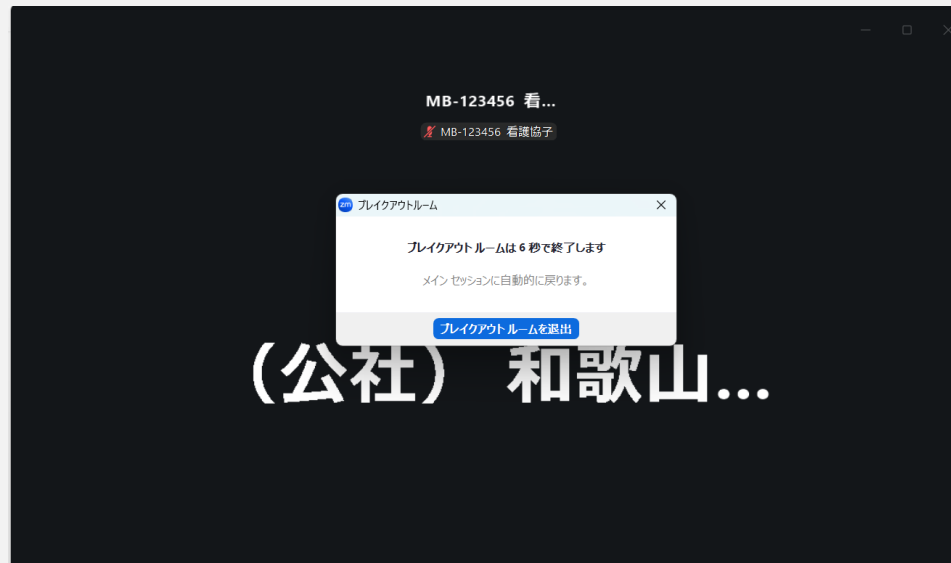 MB-123456 看...
MB-123456 看護協子
zm ブレイクアウトルーム
ブレイクアウト ルームは 6 秒で終了します
メイン セッションに自動的に戻ります。
ブレイクアウト ルームを退出
（公社） 和歌山...